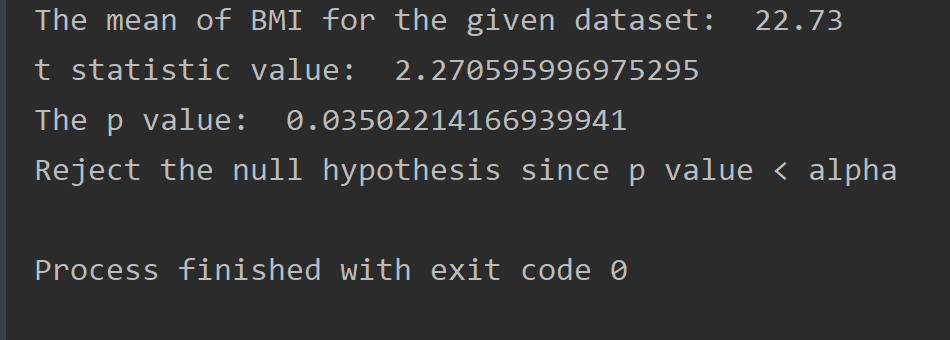 The mean of BMI for the given dataset:  22.73
t statistic value:  2.270595996975295
The p value:  0.03502214166939941
Reject the null hypothesis since p value < alpha
Process finished with exit code 0